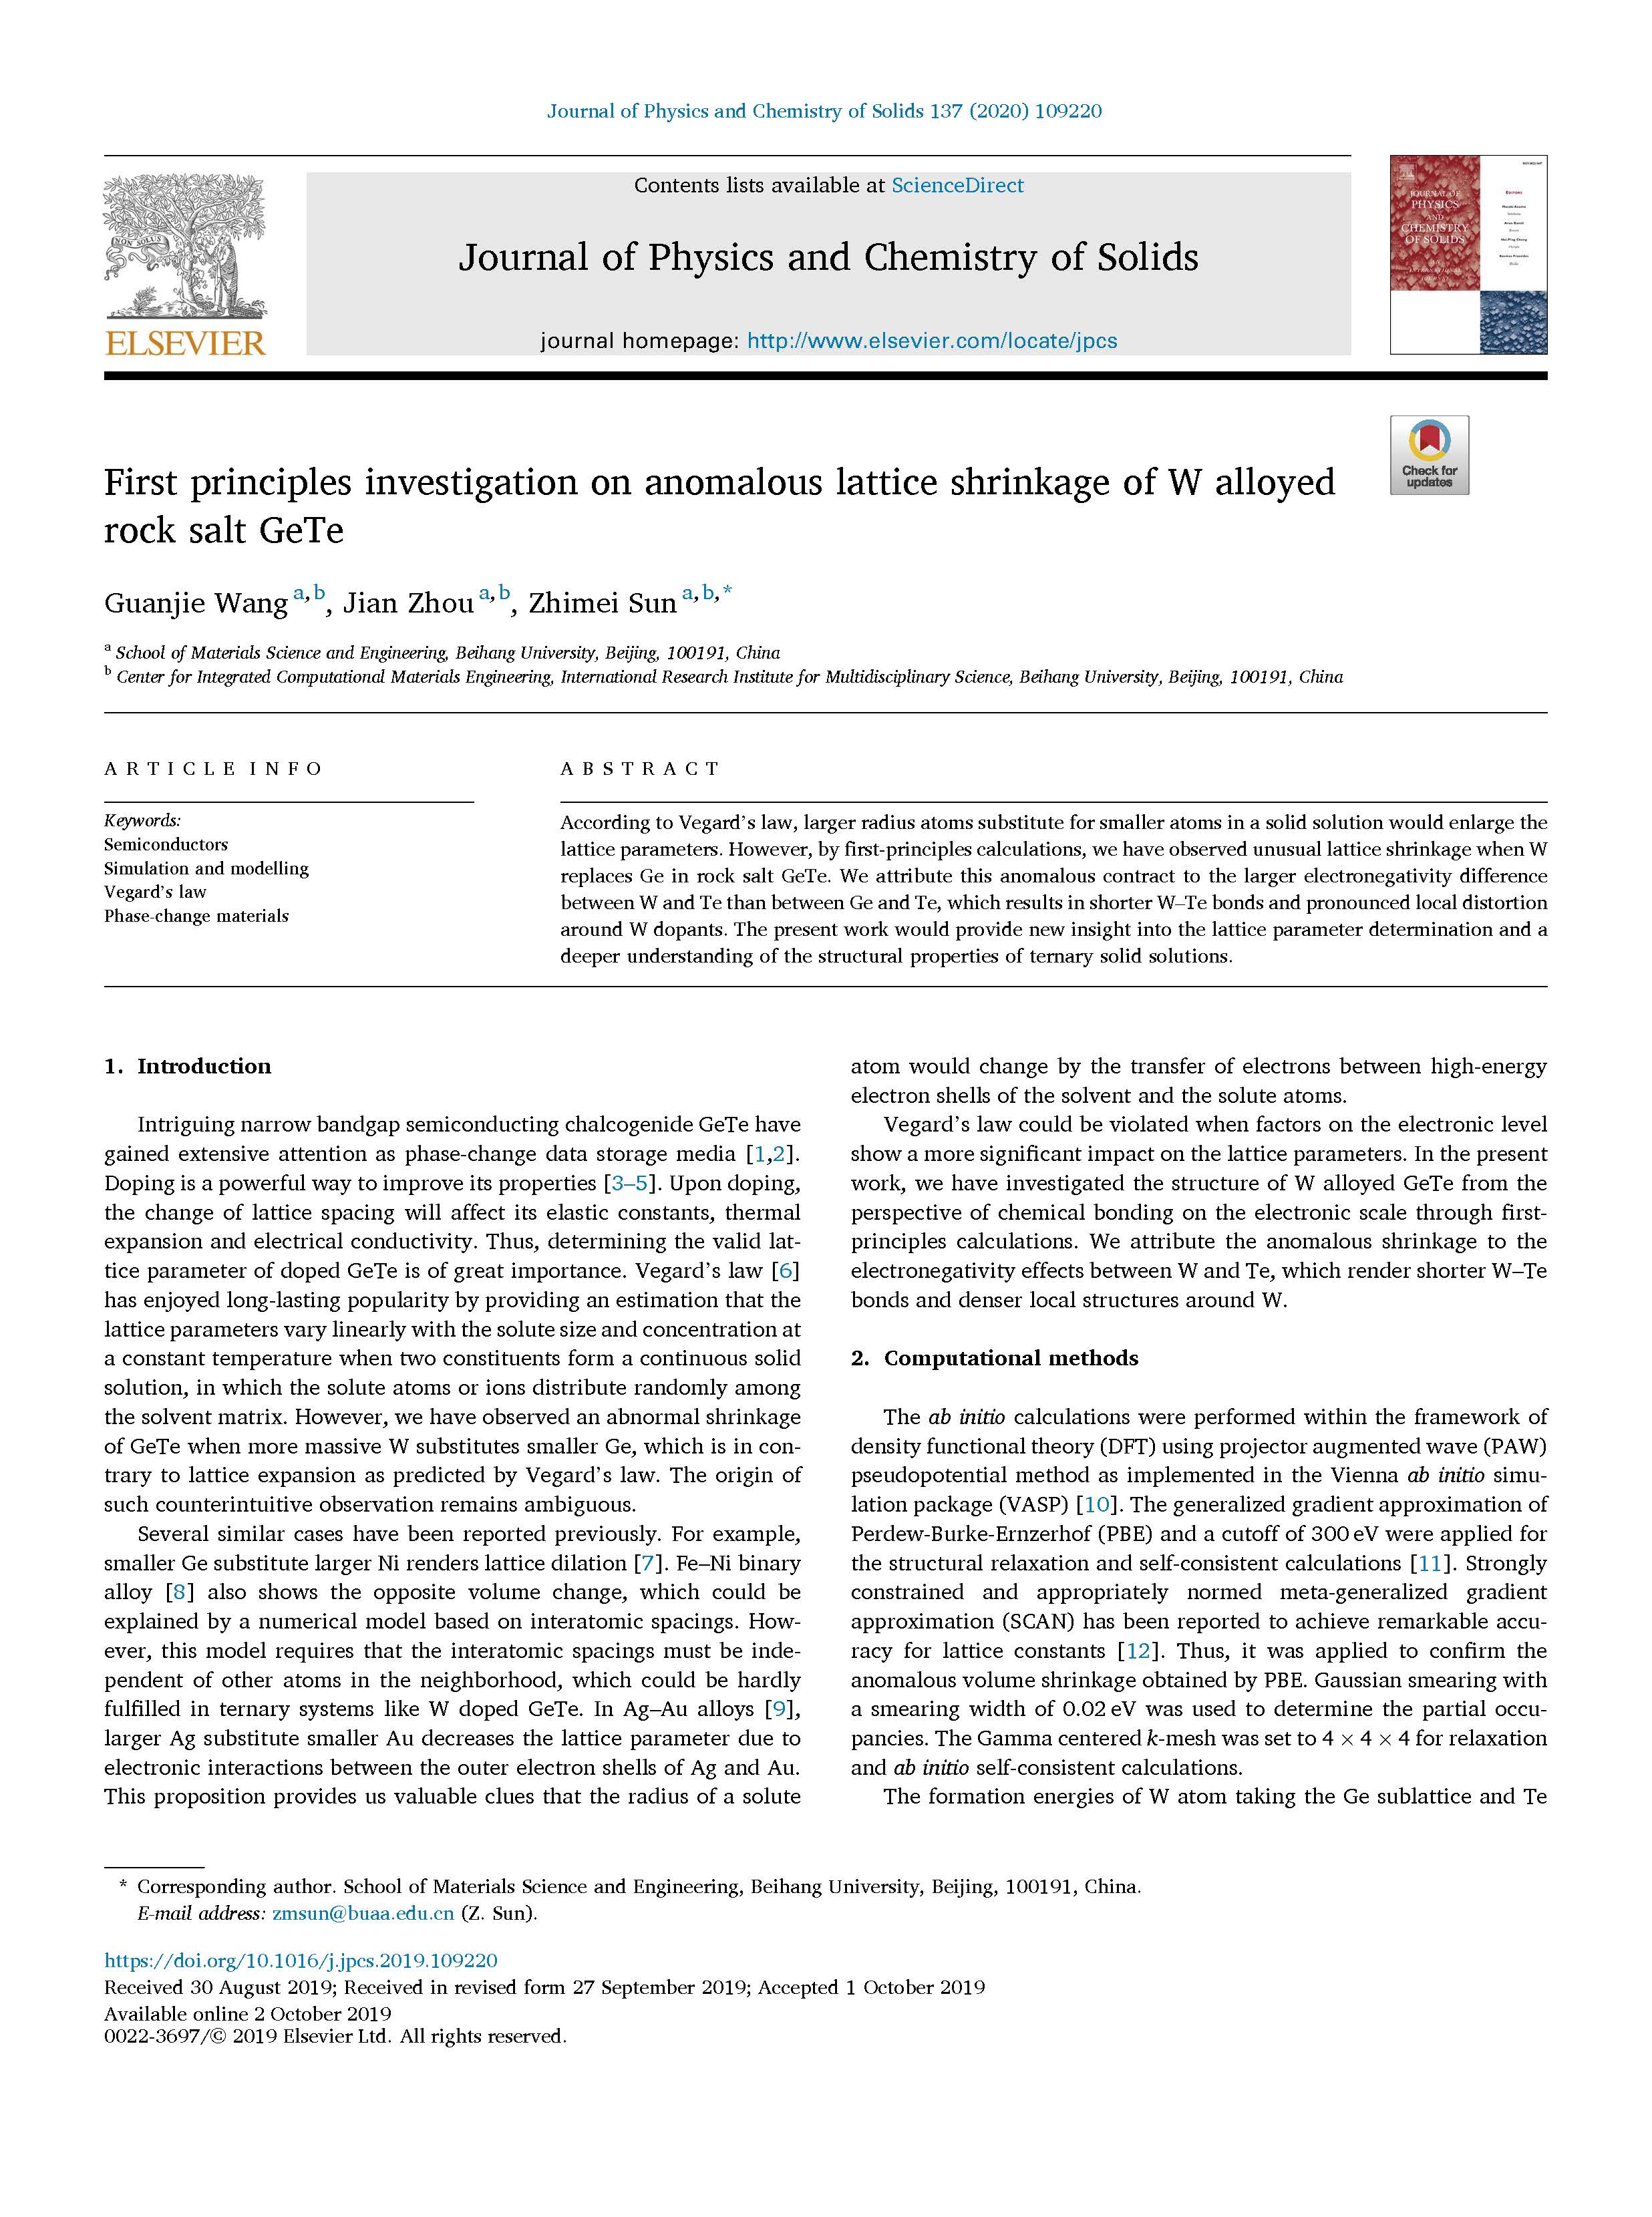 Journal of Physics and Chemistry of Solids 137 (2020) 109220
Contents lists available at ScienceDirect
Journal of Physics and Chemistry of Solids
journal homepage: http://www.elsevier.com/locate/jpcs
NON SOLUS
ELSEVIER
JOURNAL OF
PHYSICS
AND
CHEMISTRY
OF SOLIDS
Check for
updates
First principles investigation on anomalous lattice shrinkage of W alloyed
rock salt GeTe
Guanjie Wang a,b, Jian Zhou a,b, Zhimei Sun a,b,*
a School of Materials Science and Engineering, Beihang University, Beijing, 100191, China
b Center for Integrated Computational Materials Engineering, International Research Institute for Multidisciplinary Science, Beihang University, Beijing, 100191, China
ARTICLE INFO
Keywords:
Semiconductors
Simulation and modelling
Vegard's law
Phase-change materials
ABSTRACT
According to Vegard's law, larger radius atoms substitute for smaller atoms in a solid solution would enlarge the
lattice parameters. However, by first-principles calculations, we have observed unusual lattice shrinkage when W
replaces Ge in rock salt GeTe. We attribute this anomalous contract to the larger electronegativity difference
between W and Te than between Ge and Te, which results in shorter W–Te bonds and pronounced local distortion
around W dopants. The present work would provide new insight into the lattice parameter determination and a
deeper understanding of the structural properties of ternary solid solutions.
1. Introduction
Intriguing narrow bandgap semiconducting chalcogenide GeTe have
gained extensive attention as phase-change data storage media [1,2].
Doping is a powerful way to improve its properties [3–5]. Upon doping,
the change of lattice spacing will affect its elastic constants, thermal
expansion and electrical conductivity. Thus, determining the valid lat-
tice parameter of doped GeTe is of great importance. Vegard's law [6]
has enjoyed long-lasting popularity by providing an estimation that the
lattice parameters vary linearly with the solute size and concentration at
a constant temperature when two constituents form a continuous solid
solution, in which the solute atoms or ions distribute randomly among
the solvent matrix. However, we have observed an abnormal shrinkage
of GeTe when more massive W substitutes smaller Ge, which is in con-
trary to lattice expansion as predicted by Vegard's law. The origin of
such counterintuitive observation remains ambiguous.
Several similar cases have been reported previously. For example,
smaller Ge substitute larger Ni renders lattice dilation [7]. Fe–Ni binary
alloy [8] also shows the opposite volume change, which could be
explained by a numerical model based on interatomic spacings. How-
ever, this model requires that the interatomic spacings must be inde-
pendent of other atoms in the neighborhood, which could be hardly
fulfilled in ternary systems like W doped GeTe. In Ag–Au alloys [9],
larger Ag substitute smaller Au decreases the lattice parameter due to
electronic interactions between the outer electron shells of Ag and Au.
This proposition provides us valuable clues that the radius of a solute
atom would change by the transfer of electrons between high-energy
electron shells of the solvent and the solute atoms.
Vegard's law could be violated when factors on the electronic level
show a more significant impact on the lattice parameters. In the present
work, we have investigated the structure of W alloyed GeTe from the
perspective of chemical bonding on the electronic scale through first-
principles calculations. We attribute the anomalous shrinkage to the
electronegativity effects between W and Te, which render shorter W–Te
bonds and denser local structures around W.
2. Computational methods
The ab initio calculations were performed within the framework of
density functional theory (DFT) using projector augmented wave (PAW)
pseudopotential method as implemented in the Vienna ab initio simu-
lation package (VASP) [10]. The generalized gradient approximation of
Perdew-Burke-Ernzerhof (PBE) and a cutoff of 300 eV were applied for
the structural relaxation and self-consistent calculations [11]. Strongly
constrained and appropriately normed meta-generalized gradient
approximation (SCAN) has been reported to achieve remarkable accu-
racy for lattice constants [12]. Thus, it was applied to confirm the
anomalous volume shrinkage obtained by PBE. Gaussian smearing with
a smearing width of 0.02 eV was used to determine the partial occu-
pancies. The Gamma centered k-mesh was set to 4 × 4 × 4 for relaxation
and ab initio self-consistent calculations.
The formation energies of W atom taking the Ge sublattice and Te
* Corresponding author. School of Materials Science and Engineering, Beihang University, Beijing, 100191, China.
E-mail address: zmsun@buaa.edu.cn (Z. Sun).
https://doi.org/10.1016/j.jpcs.2019.109220
Received 30 August 2019; Received in revised form 27 September 2019; Accepted 1 October 2019
Available online 2 October 2019
0022-3697/© 2019 Elsevier Ltd. All rights reserved.